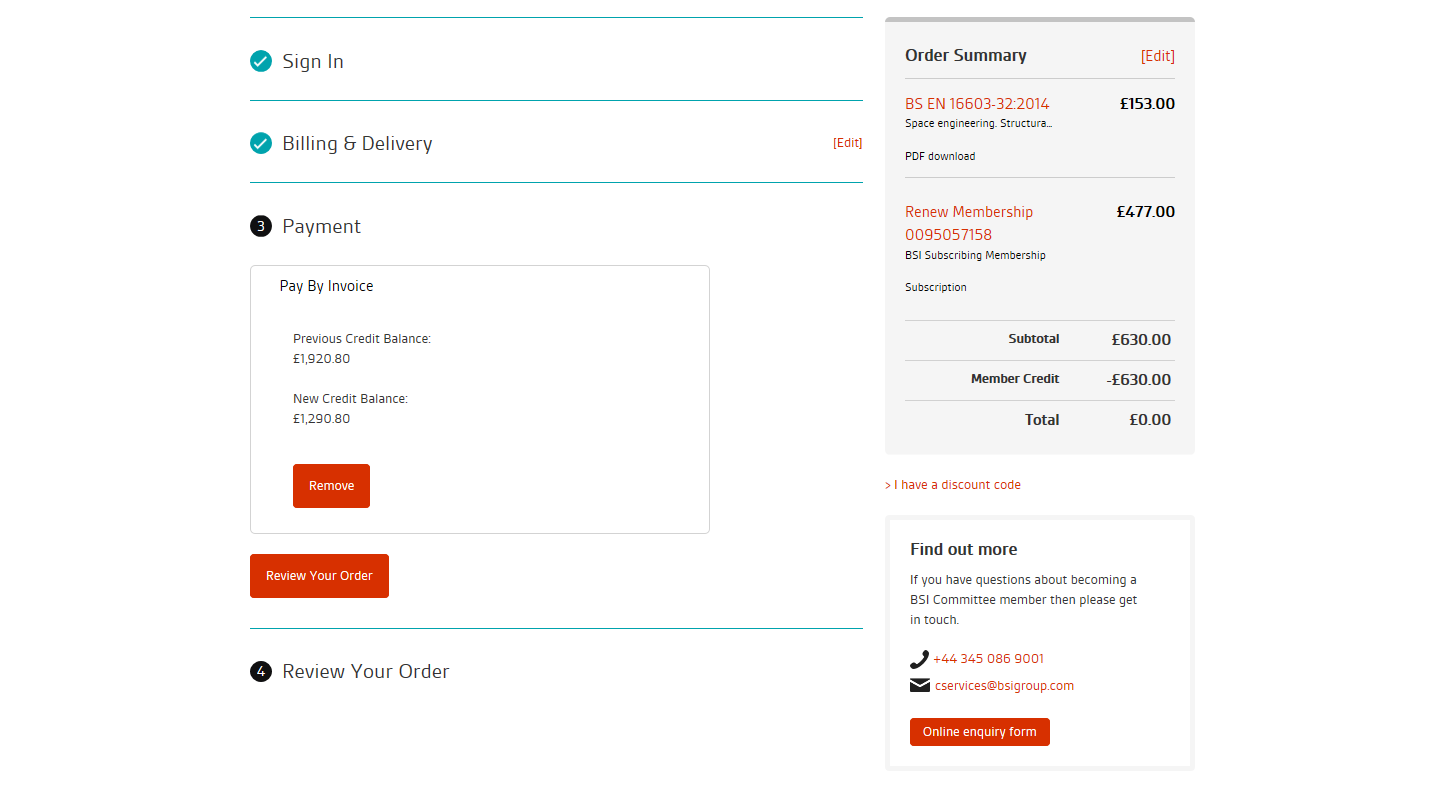 Sign In
Billing & Delivery
[Edit]
3
Payment
Pay By Invoice
Previous Credit Balance:
£1,920.80
New Credit Balance:
£1,290.80
Remove
Review Your Order
4
Review Your Order
Order Summary
[Edit]
BS EN 16603-32:2014
£153.00
Space engineering. Structura...
PDF download
Renew Membership
£477.00
0095057158
BSI Subscribing Membership
Subscription
Subtotal
£630.00
Member Credit
-£630.00
Total
£0.00
> I have a discount code
Find out more
If you have questions about becoming a
BSI Committee member then please get
in touch.
+44 345 086 9001
cservices@bsigroup.com
Online enquiry form